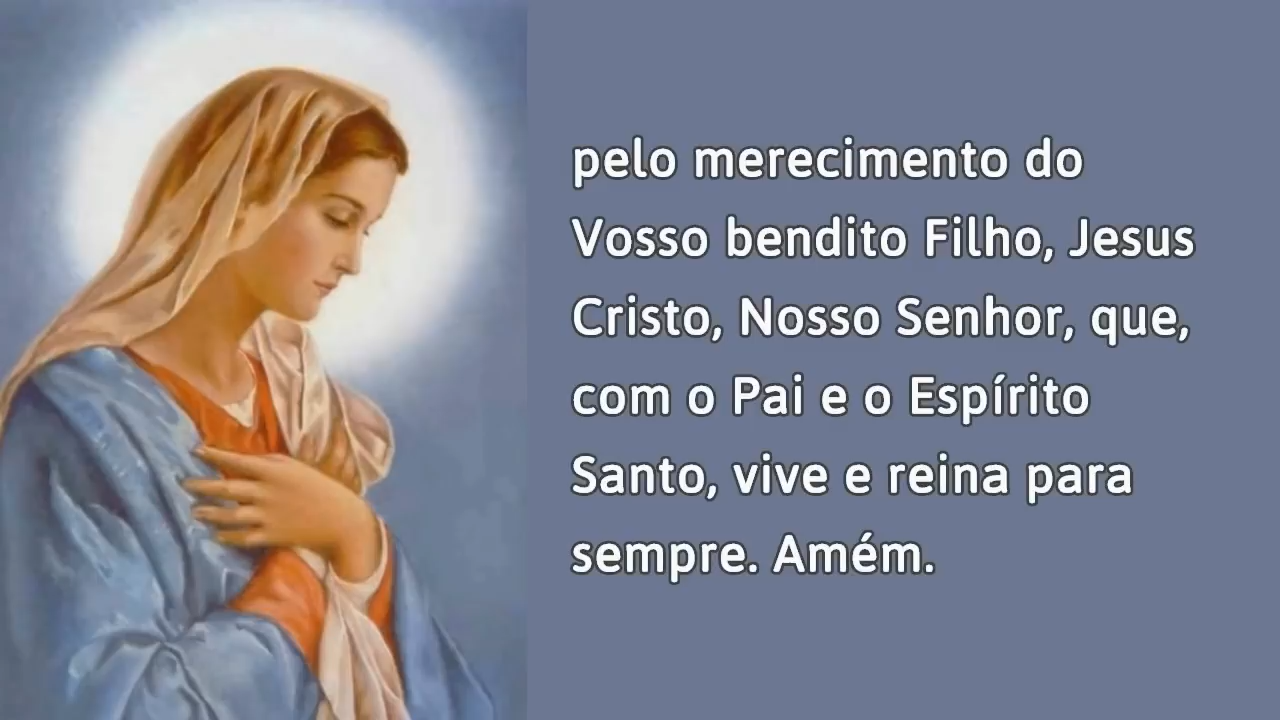 pelo merecimento do
Vosso bendito Filho, Jesus
Cristo, Nosso Senhor, que,
com o Pai e o Espírito
Santo, vive e reina para
sempre. Amém.